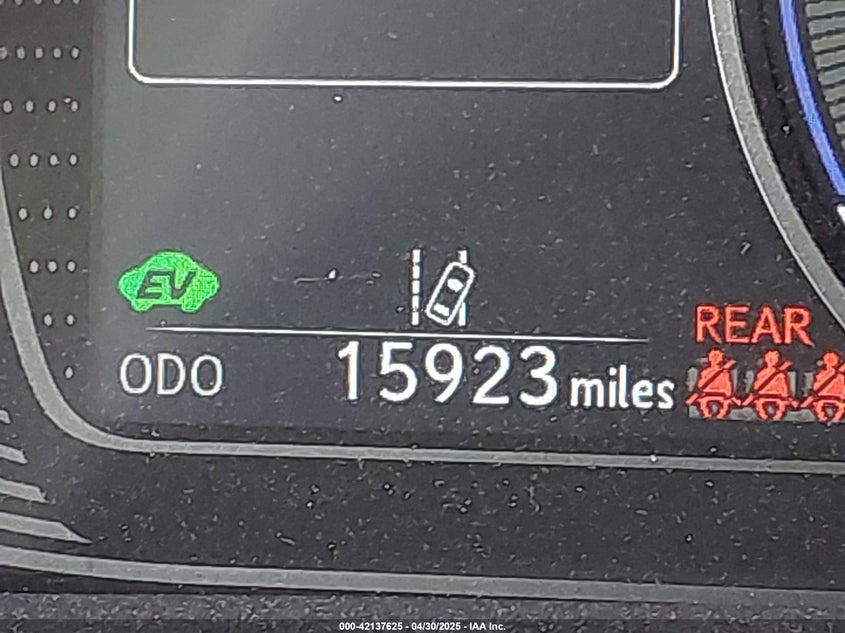 EV
REAR
ODO 15923 miles
000-42137625 - 04/30/2025 - IAA Inc.